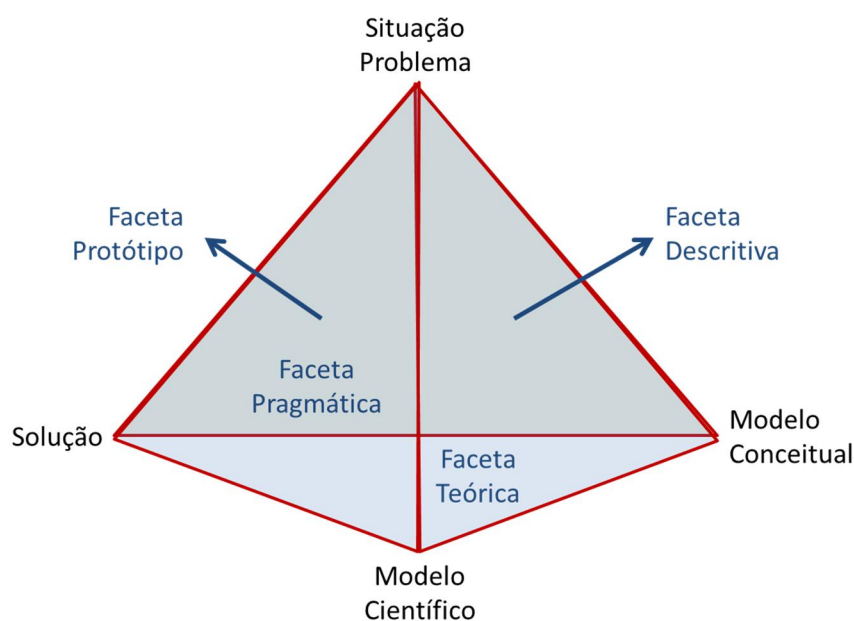 Situação
Problema
Faceta
Protótipo
Faceta
Descritiva
Faceta
Pragmática
Solução
Modelo
Conceitual
Faceta
Teórica
Modelo
Científico